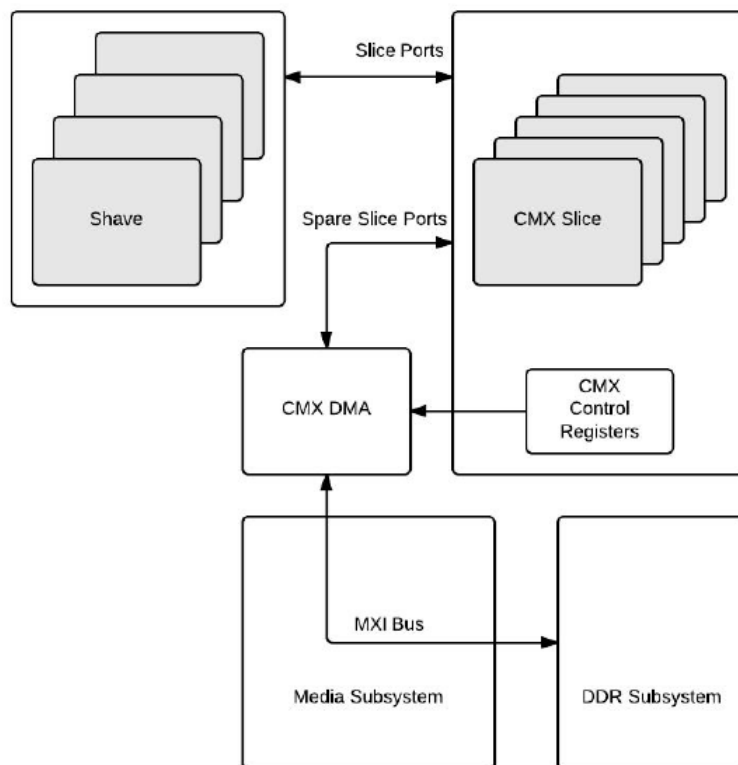 Slice Ports
Shave
Spare Slice Ports
CMX Slice
CMX DMA
CMX
Control
Registers
MXI Bus
Media Subsystem
DDR Subsystem